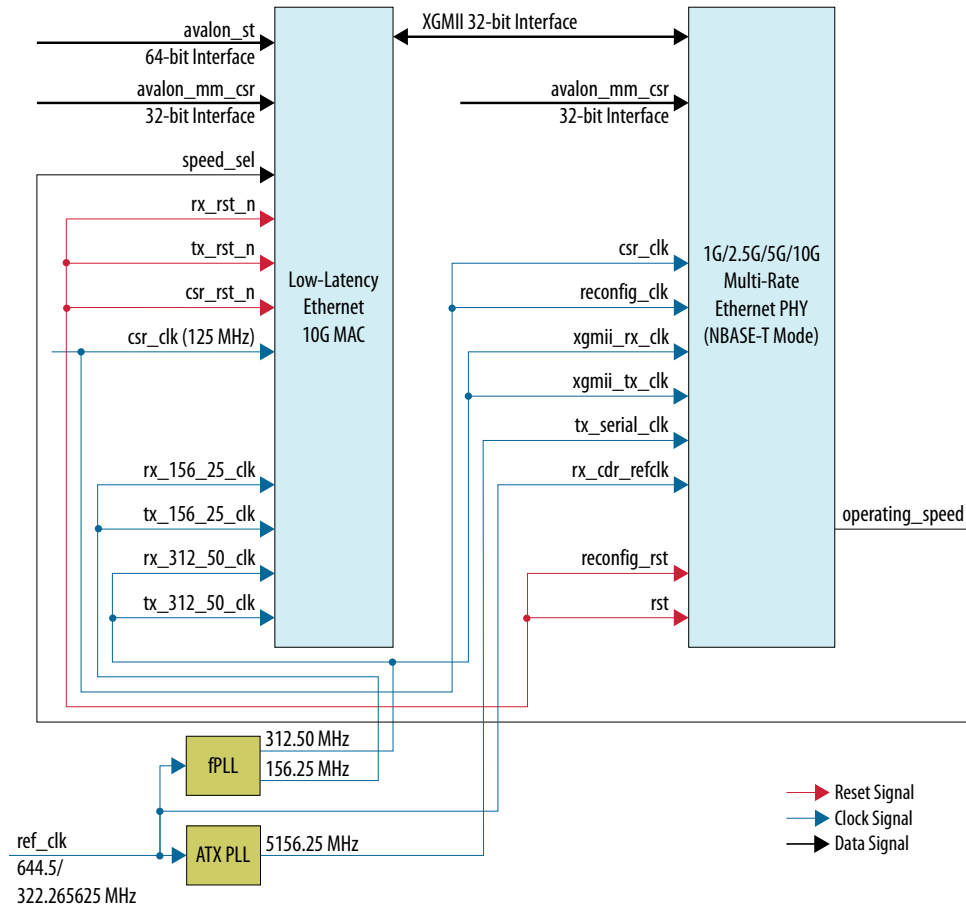 avalon_st
64-bit Interface
avalon_mm_csr
32-bit Interface
speed_sel
rx_rst_n
tx_rst_n
csr_rst_n
csr_clk (125 MHz)
rx_156_25_clk
tx_156_25_clk
rx_312_50_clk
tx_312_50_clk
Low-Latency
Ethernet
10G MAC
XGMII 32-bit Interface
avalon_mm_csr
32-bit Interface
csr_clk
reconfig_clk
xgmii_rx_clk
xgmii_tx_clk
tx_serial_clk
rx_cdr_refclk
reconfig_rst
rst
1G/2.5G/5G/10G
Multi-Rate
Ethernet PHY
(NBASE-T Mode)
operating_speed
fPLL
312.50 MHz
156.25 MHz
ref_clk
644.5/
322.265625 MHz
ATX PLL
5156.25 MHz
Reset Signal
Clock Signal
Data Signal